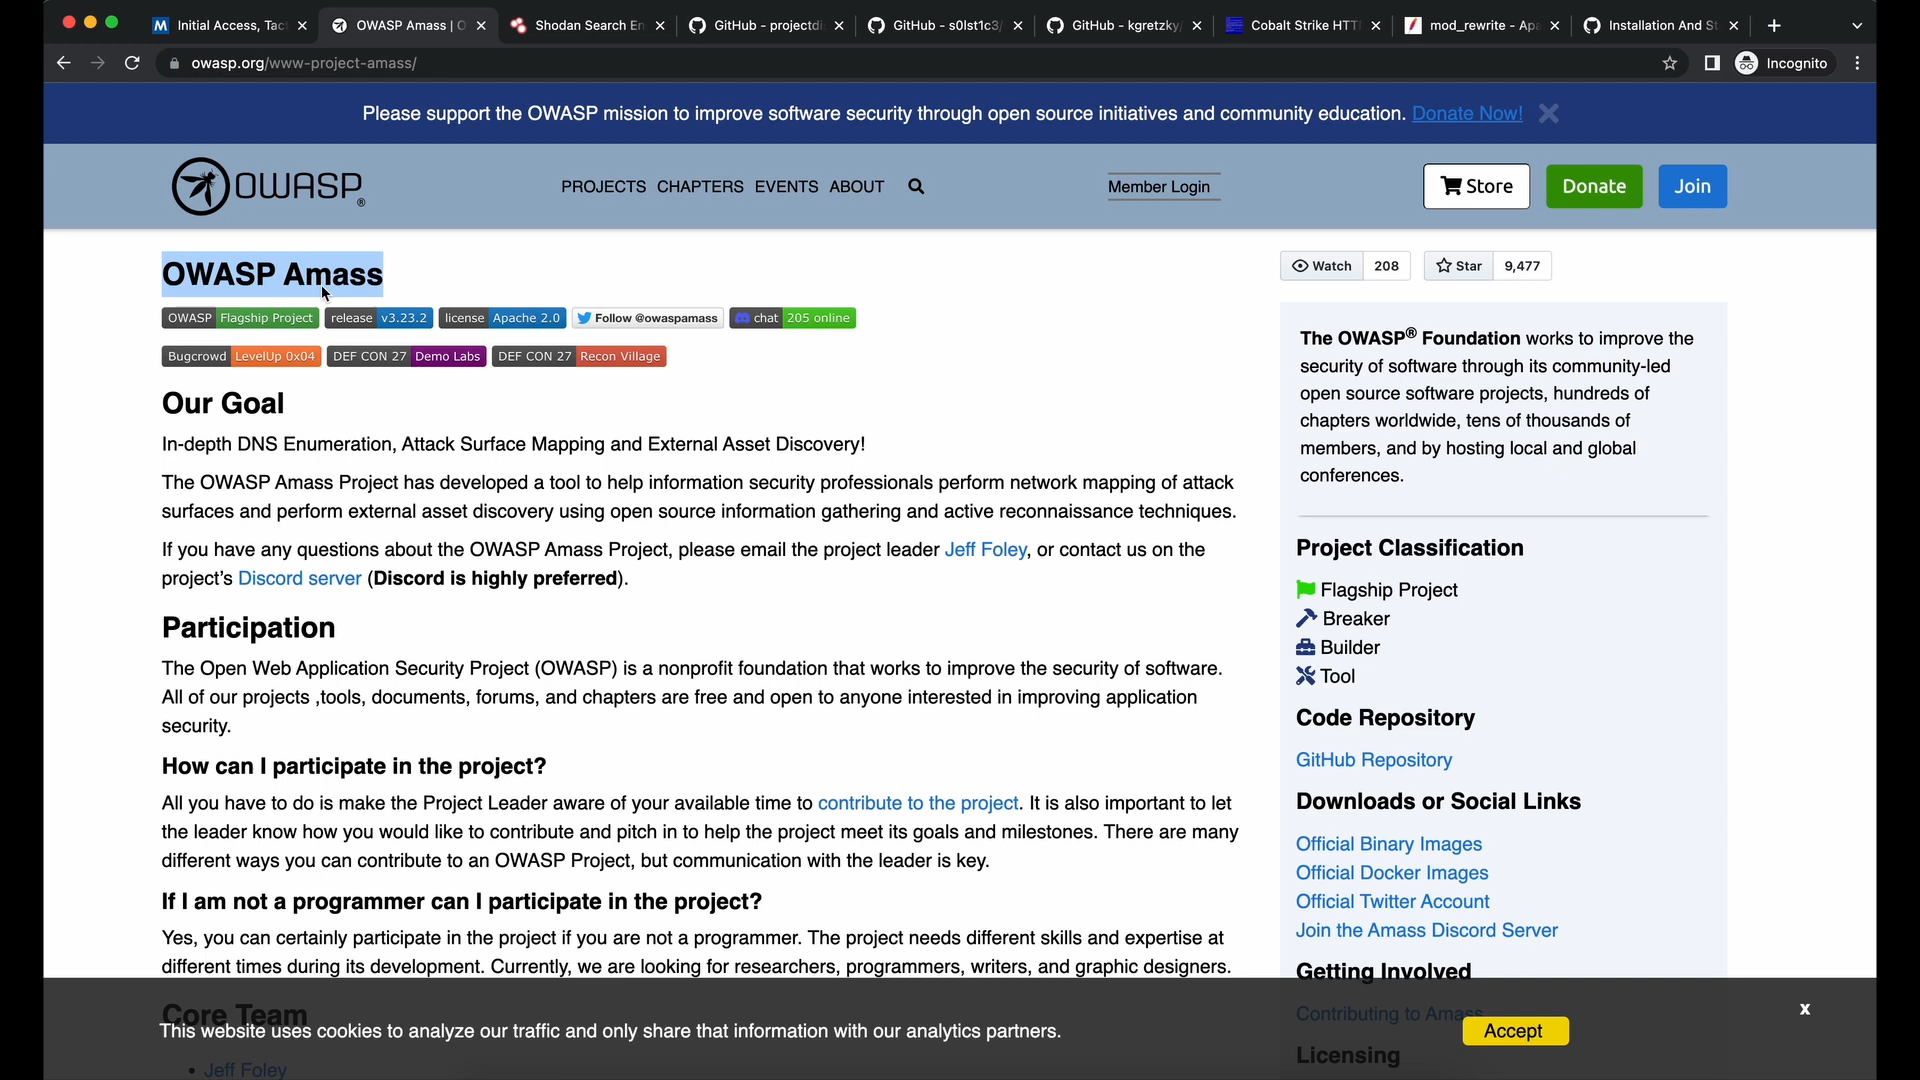 Initial Access, Tac
OWASP Amass | O
Shodan Search En
GitHub - projectdi
GitHub - s0lst1c3/
GitHub - kgretzky/
Cobalt Strike HTT
mod_rewrite - Apa
Installation And S
owasp.org/www-project-amass/
Incognito
Please support the OWASP mission to improve software security through open source initiatives and community education. Donate Now!
OWASP®
PROJECTS CHAPTERS EVENTS ABOUT
Member Login
Store
Donate
Join
OWASP Amass
OWASP Flagship Project release v3.23.2 license Apache 2.0 Follow @owaspamass chat 205 online
Bugcrowd LevelUp 0x04 DEF CON 27 Demo Labs DEF CON 27 Recon Village
Our Goal
In-depth DNS Enumeration, Attack Surface Mapping and External Asset Discovery!
The OWASP Amass Project has developed a tool to help information security professionals perform network mapping of attack
surfaces and perform external asset discovery using open source information gathering and active reconnaissance techniques.
If you have any questions about the OWASP Amass Project, please email the project leader Jeff Foley, or contact us on the
project's Discord server (Discord is highly preferred).
Participation
The Open Web Application Security Project (OWASP) is a nonprofit foundation that works to improve the security of software.
All of our projects ,tools, documents, forums, and chapters are free and open to anyone interested in improving application
security.
How can I participate in the project?
All you have to do is make the Project Leader aware of your available time to contribute to the project. It is also important to let
the leader know how you would like to contribute and pitch in to help the project meet its goals and milestones. There are many
different ways you can contribute to an OWASP Project, but communication with the leader is key.
If I am not a programmer can I participate in the project?
Yes, you can certainly participate in the project if you are not a programmer. The project needs different skills and expertise at
different times during its development. Currently, we are looking for researchers, programmers, writers, and graphic designers.
Core Team
Jeff Foley
Watch 208
Star 9,477
The OWASP® Foundation works to improve the
security of software through its community-led
open source software projects, hundreds of
chapters worldwide, tens of thousands of
members, and by hosting local and global
conferences.
Project Classification
Flagship Project
Breaker
Builder
Tool
Code Repository
GitHub Repository
Downloads or Social Links
Official Binary Images
Official Docker Images
Official Twitter Account
Join the Amass Discord Server
Getting Involved
Contributing to Amass
Licensing
This website uses cookies to analyze our traffic and only share that information with our analytics partners.
Accept
x